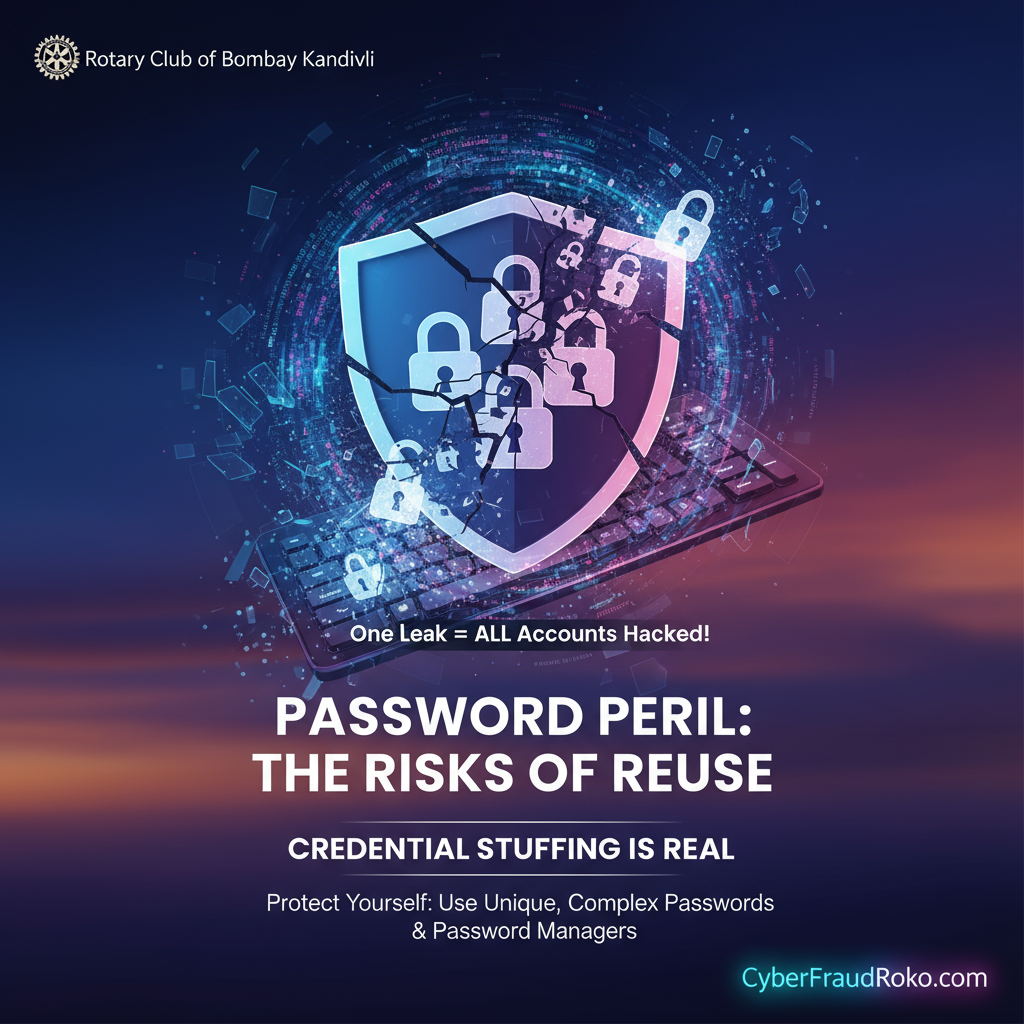 Rotary Club of Bombay Kandivli
One Leak = ALL Accounts Hacked!
PASSWORD PERIL:
THE RISKS OF REUSE
CREDENTIAL STUFFING IS REAL
Protect Yourself: Use Unique, Complex Passwords
& Password Managers
CyberFraudRoko.com